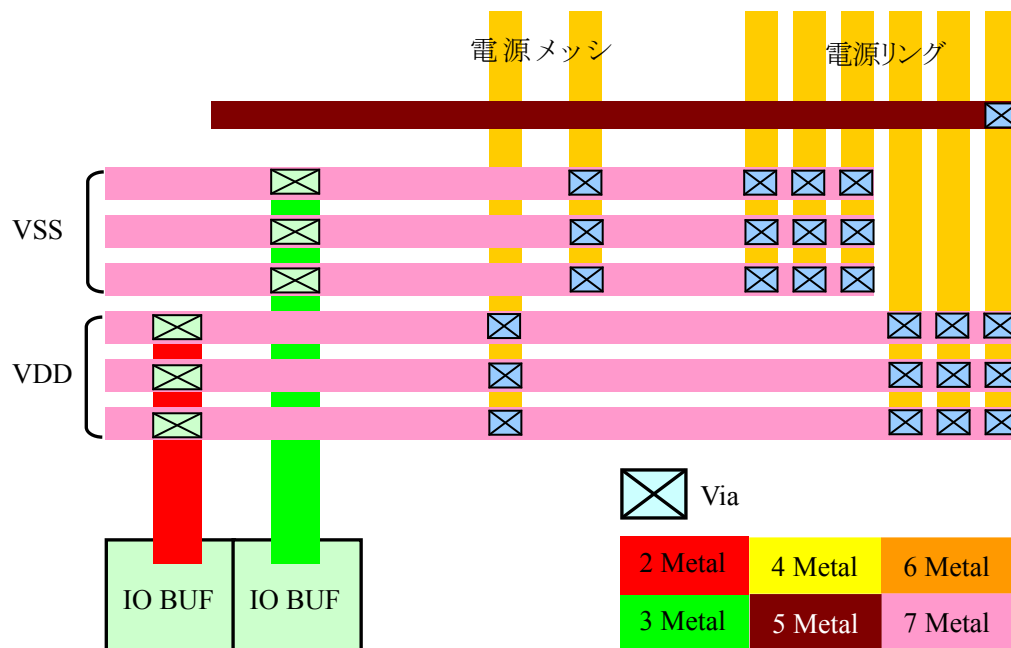 電源メッシ
電源リング
VSS
VDD
Via
IO BUF
IO BUF
2 Metal
4 Metal
6 Metal
3 Metal
5 Metal
7 Metal